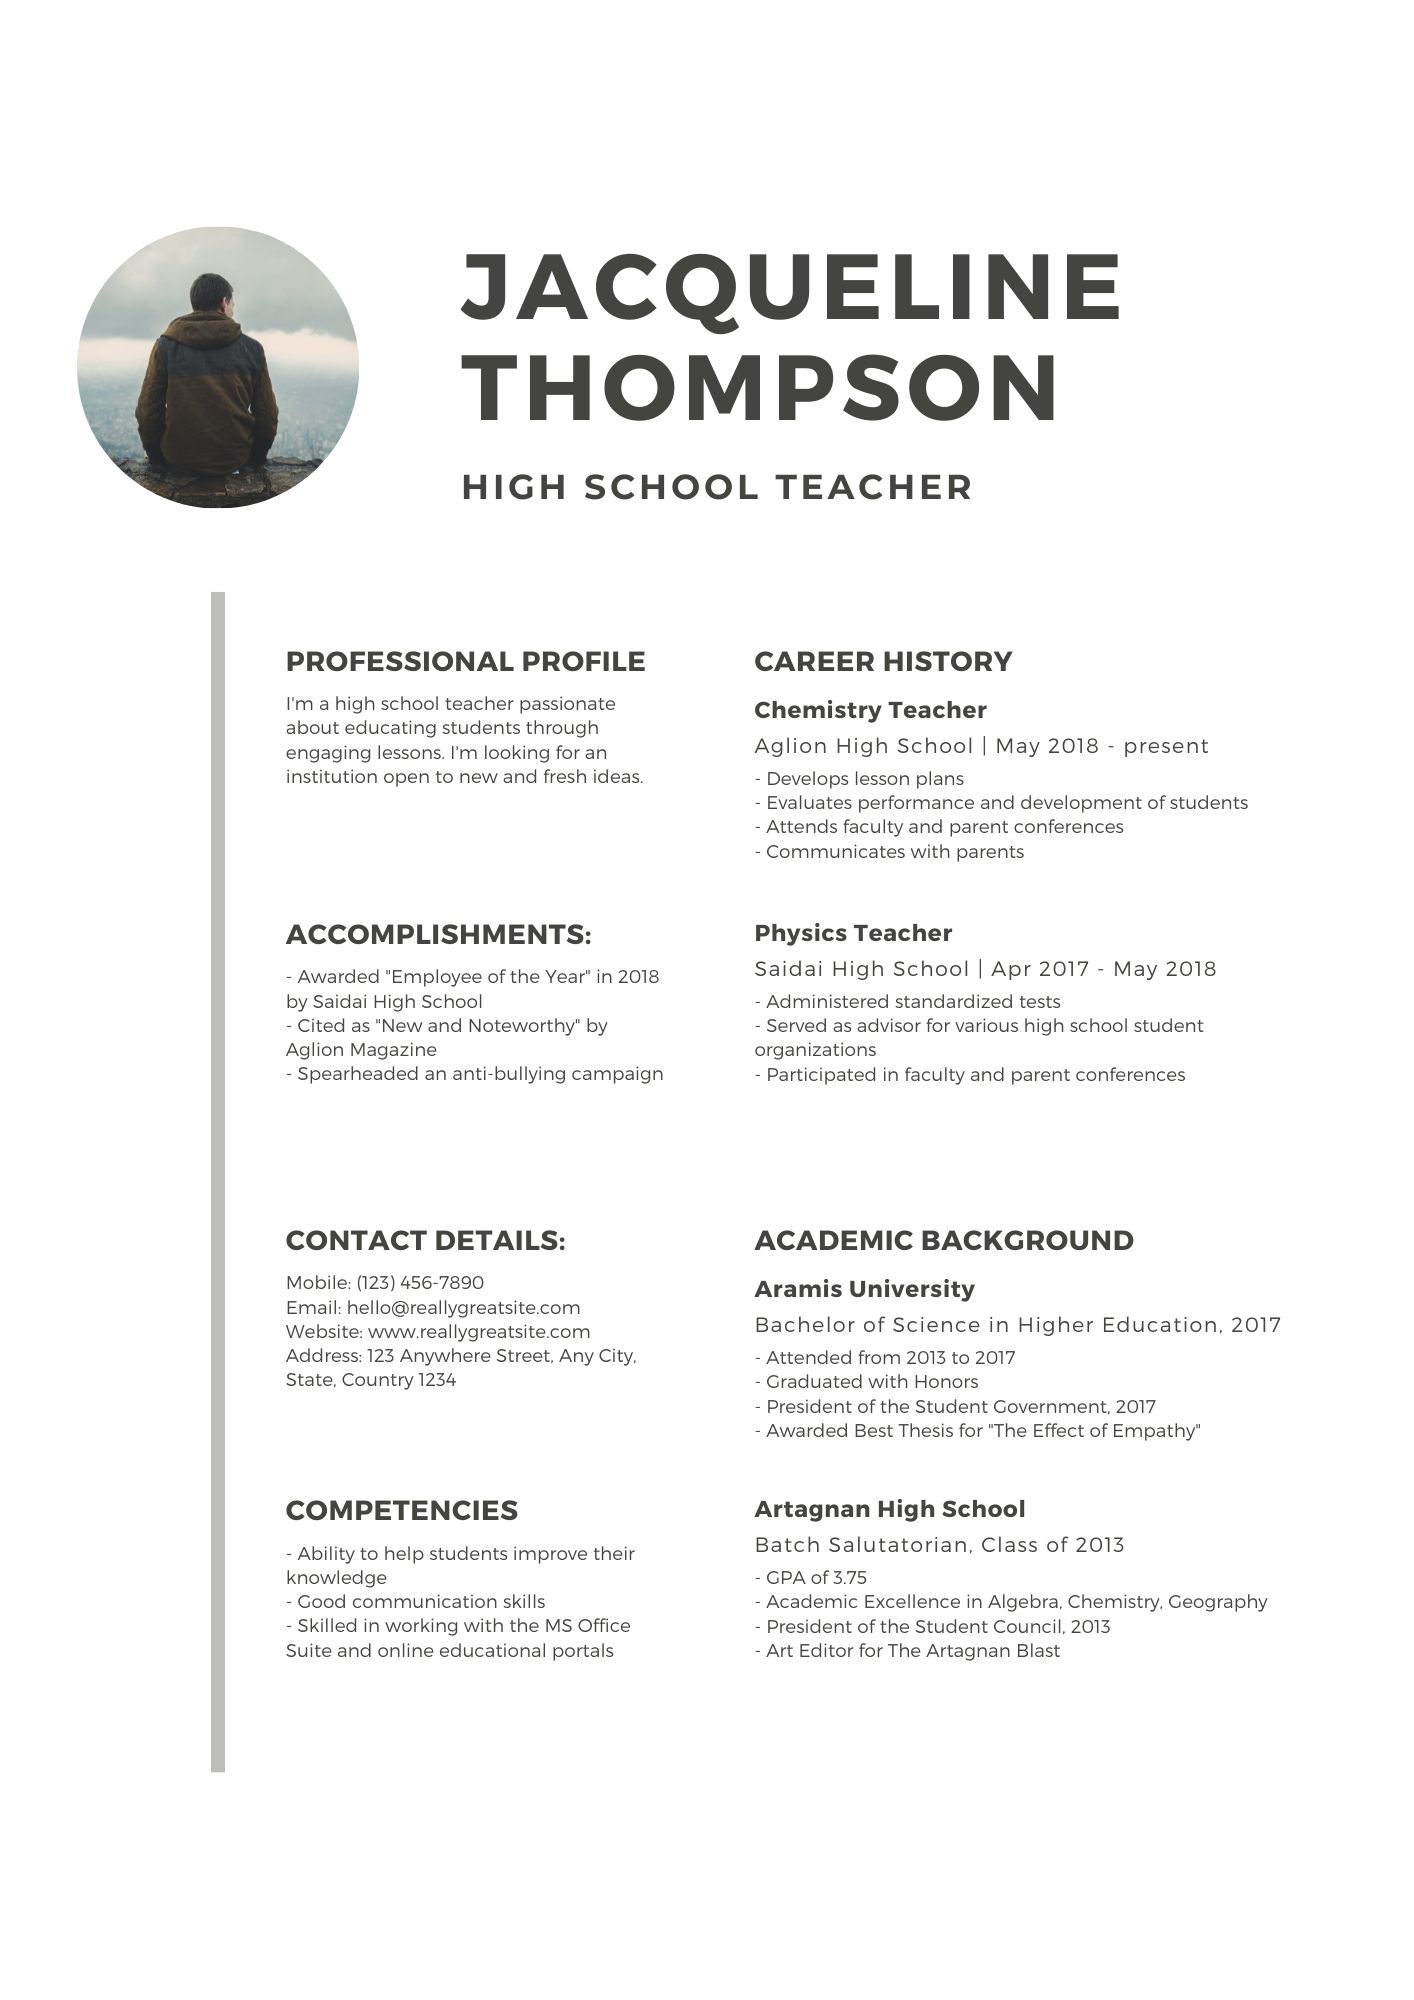 JACQUELINE
THOMPSON
HIGH SCHOOL TEACHER
PROFESSIONAL PROFILE
I'm a high school teacher passionate
about educating students through
engaging lessons. I'm looking for an
institution open to new and fresh ideas.
ACCOMPLISHMENTS:
- Awarded "Employee of the Year" in 2018
by Saidai High School
- Cited as "New and Noteworthy" by
Aglion Magazine
- Spearheaded an anti-bullying campaign
CONTACT DETAILS:
Mobile: (123) 456-7890
Email: hello@reallygreatsite.com
Website: www.reallygreatsite.com
Address: 123 Anywhere Street, Any City,
State, Country 1234
COMPETENCIES
- Ability to help students improve their
knowledge
- Good communication skills
- Skilled in working with the MS Office
Suite and online educational portals
CAREER HISTORY
Chemistry Teacher
Aglion High School | May 2018 - present
- Develops lesson plans
- Evaluates performance and development of students
- Attends faculty and parent conferences
- Communicates with parents
Physics Teacher
Saidai High School | Apr 2017 - May 2018
- Administered standardized tests
- Served as advisor for various high school student
organizations
- Participated in faculty and parent conferences
ACADEMIC BACKGROUND
Aramis University
Bachelor of Science in Higher Education, 2017
- Attended from 2013 to 2017
- Graduated with Honors
- President of the Student Government, 2017
- Awarded Best Thesis for "The Effect of Empathy"
Artagnan High School
Batch Salutatorian, Class of 2013
- GPA of 3.75
- Academic Excellence in Algebra, Chemistry, Geography
- President of the Student Council, 2013
- Art Editor for The Artagnan Blast